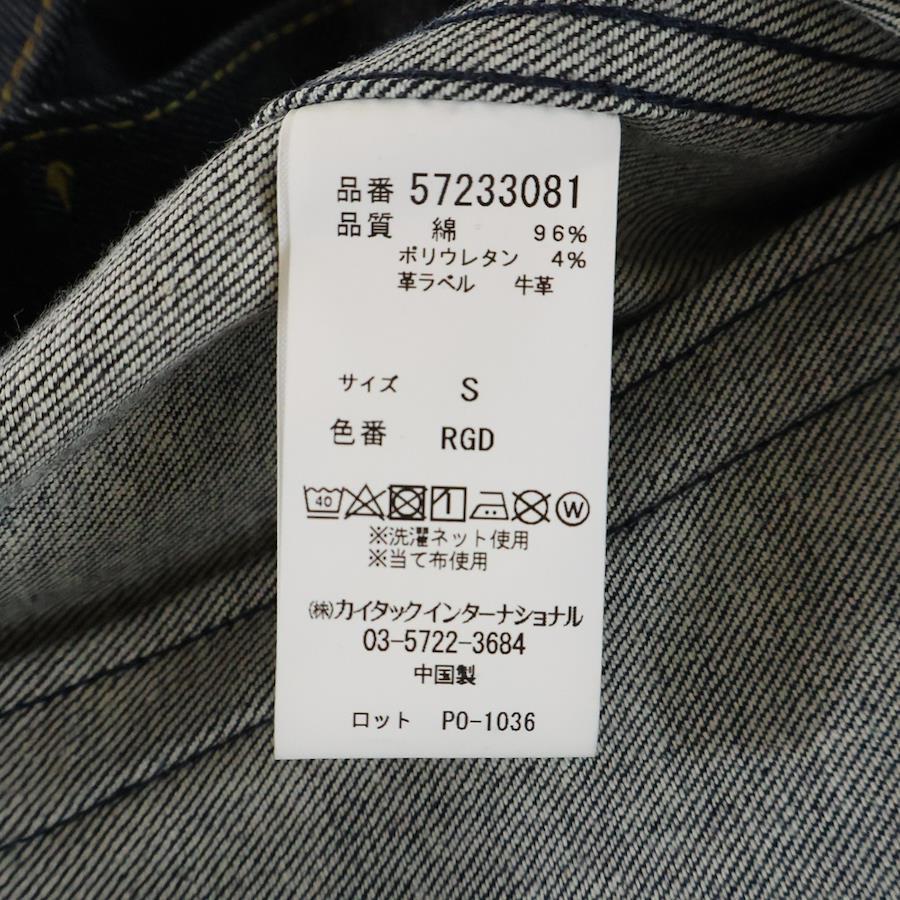 品番 57233081
品質 綿 96%
ポリウレタン 4%
革ラベル 牛革
サイズ S
色番 RGD
40 W
※洗濯ネット使用
※当て布使用
㈱カイタックインターナショナル
03-5722-3684
中国製
ロット PO-1036